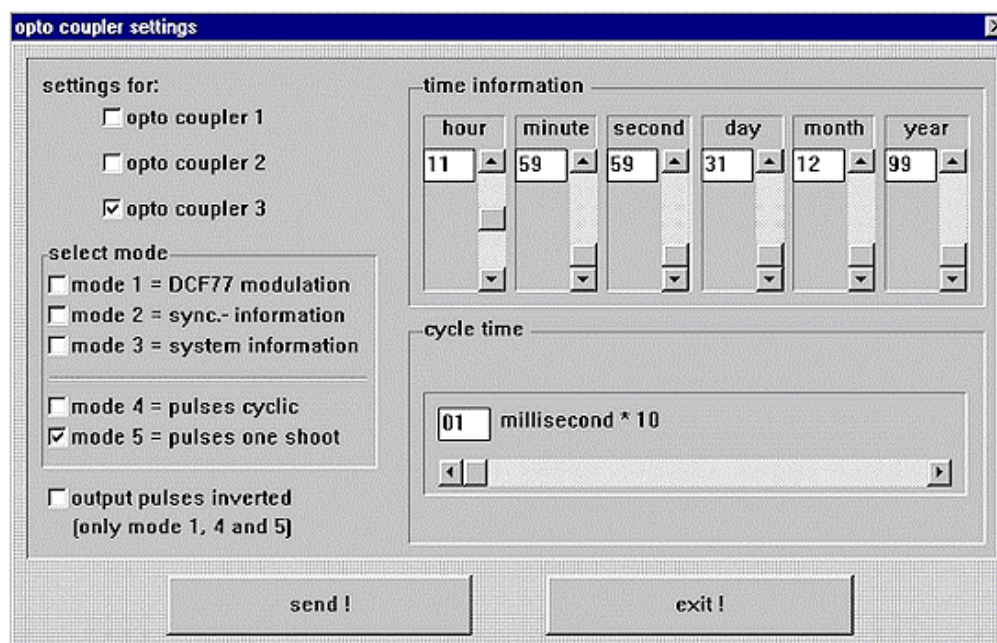 opto coupler settings
settings for:
opto coupler 1
opto coupler 2
opto coupler 3
select mode
mode 1 = DCF77 modulation
mode 2 = sync.- information
mode 3 = system information
mode 4 = pulses cyclic
mode 5 = pulses one shoot
output pulses inverted
(only mode 1, 4 and 5)
time information
hour minute second day month year
11 59 59 31 12 99
cycle time
01 millisecond * 10
send !
exit !